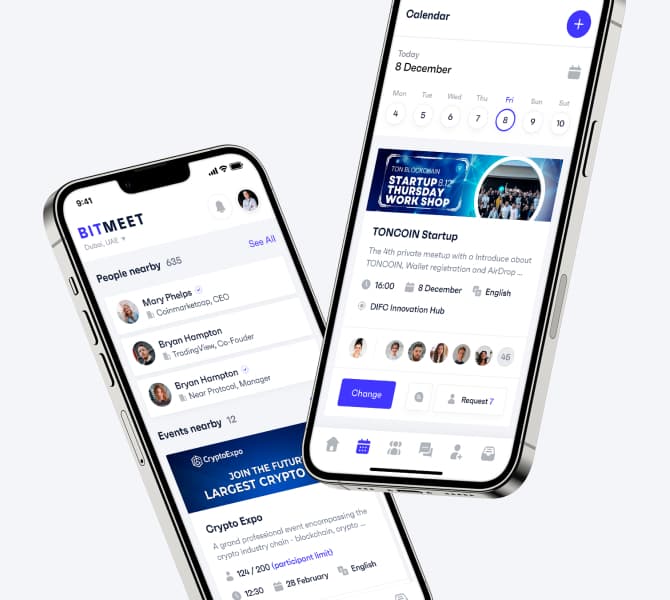 9:41
BITMEET
Dubai, UAE
People nearby 635
See All
Mary Phelps
Coinmarketcap, CEO
Bryan Hampton
TradingView, Co-Fouder
Bryan Hampton
Near Protocol, Manager
Events nearby 12
CryptoExpo
JOIN THE FUTUR
LARGEST CRYPTO
Crypto Expo
A grand professional event encompassing the
crypto industry chain - blockchain, crypto ...
124 / 200 (participant limit)
12:30 28 February English
Calendar
Today
8 December
Mon Tue Wed Thu Fri Sun Sat
4 5 6 7 8 9 10
TON BLOCKCHAIN
STARTUP 8.12
THURSDAY
WORK SHOP
TONCOIN Startup
The 4th private meetup with a Introduce about
TONCOIN, Wallet registration and AirDrop ...
16:00 8 December English
DIFC Innovation Hub
46
Change
Request 7